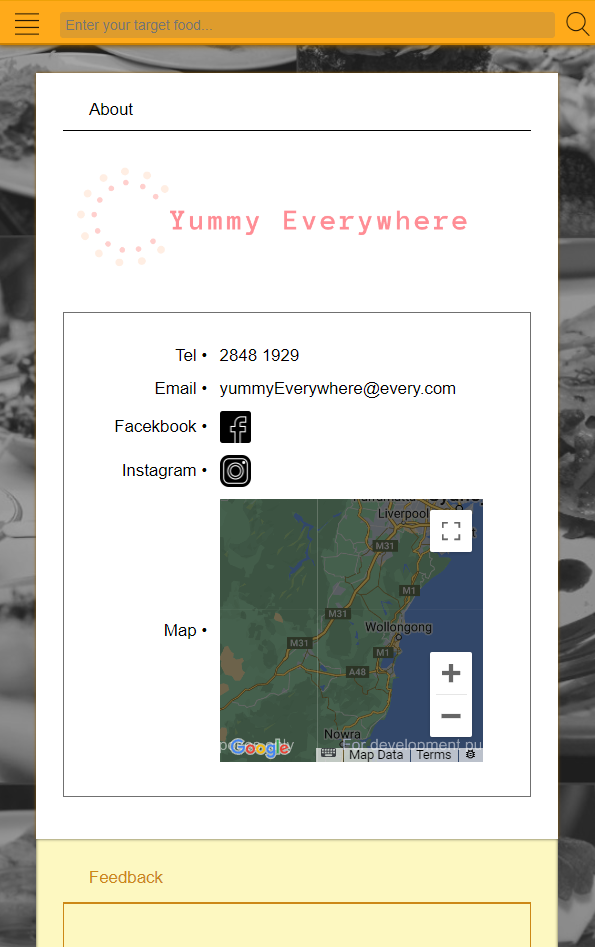 Enter your target food...
About
Yummy Everywhere
Tel • 2848 1929
Email • yummyEverywhere@every.com
Facekbook •
Instagram •
Liverpool
M31
M1
M31
Wollongong
M31
M1
A48
Map •
Nowra
Google
For development pu
Map Data
Terms
Feedback